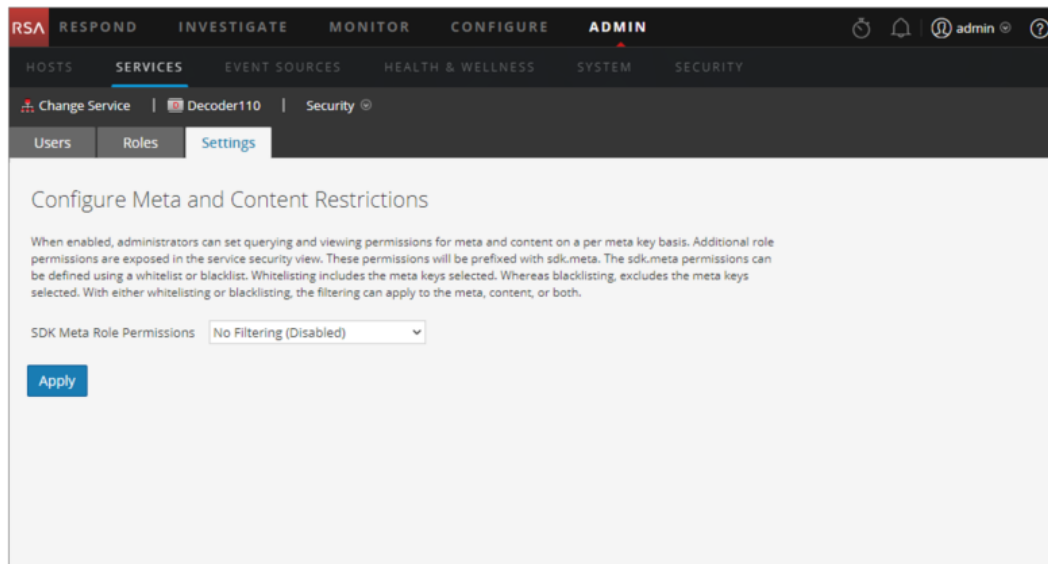 RSA RESPOND INVESTIGATE MONITOR CONFIGURE ADMIN admin ?
HOSTS SERVICES EVENT SOURCES HEALTH & WELLNESS SYSTEM SECURITY
Change Service | D Decoder110 | Security
Users Roles Settings
Configure Meta and Content Restrictions
When enabled, administrators can set querying and viewing permissions for meta and content on a per meta key basis. Additional role
permissions are exposed in the service security view. These permissions will be prefixed with sdk.meta. The sdk.meta permissions can
be defined using a whitelist or blacklist. Whitelisting includes the meta keys selected. Whereas blacklisting, excludes the meta keys
selected. With either whitelisting or blacklisting, the filtering can apply to the meta, content, or both.
SDK Meta Role Permissions No Filtering (Disabled)
Apply